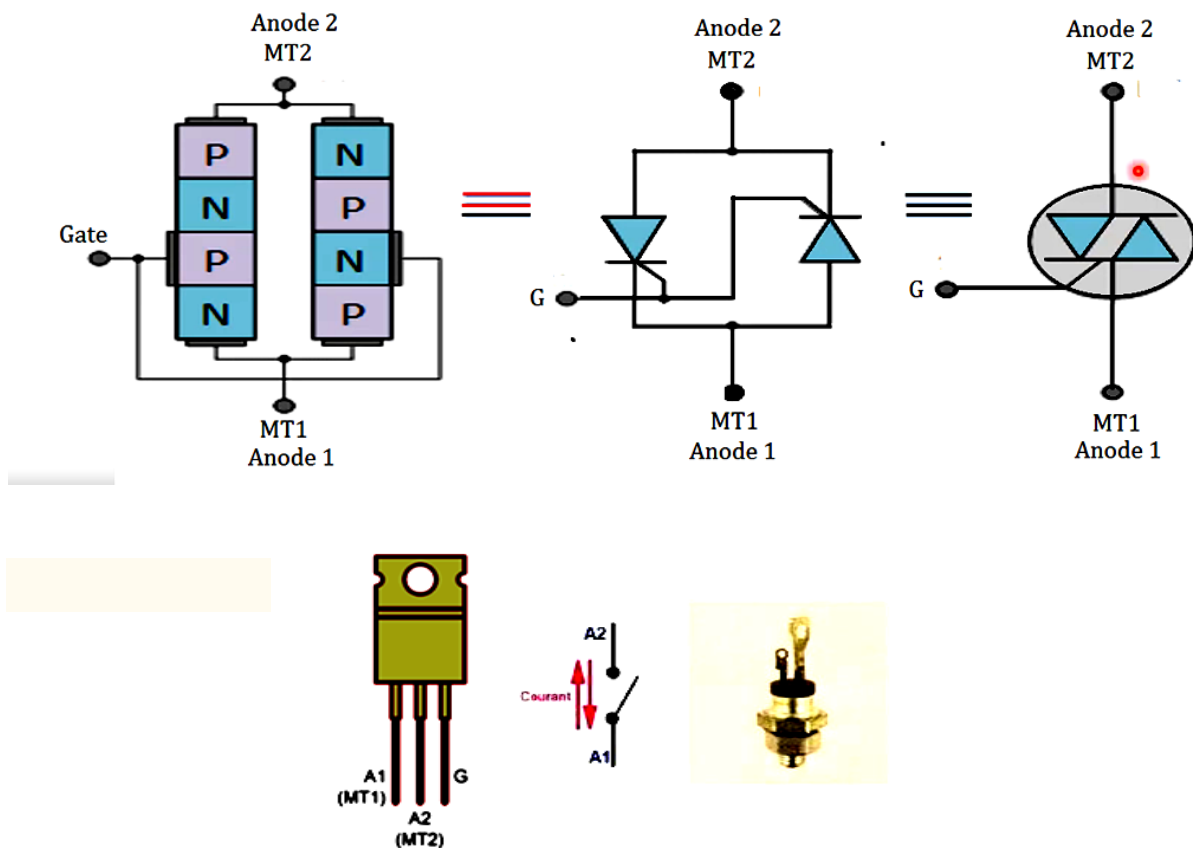 Anode 2
MT2
P
N
P
N
N
P
N
P
Gate
MT1
Anode 1
Anode 2
MT2
G
MT1
Anode 1
Anode 2
MT2
G
MT1
Anode 1
A1
(MT1)
A2
(MT2)
G
A2
Courant
A1